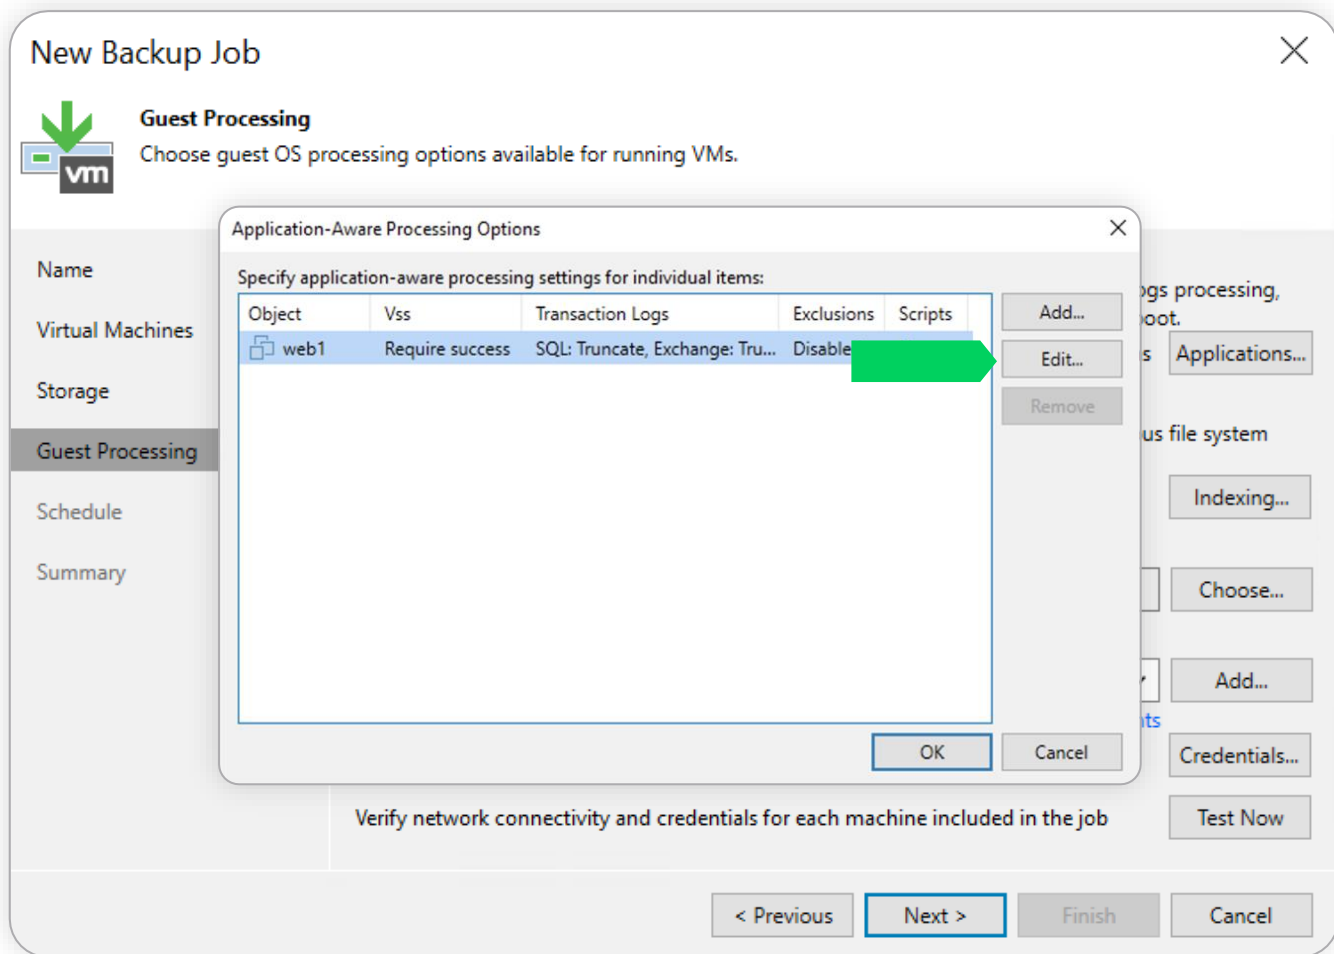 New Backup Job
Guest Processing
Choose guest OS processing options available for running VMs.
vm
Application-Aware Processing Options
Name
Specify application-aware processing settings for individual items:
Object Vss Transaction Logs Exclusions Scripts
Add...
ogs processing,
oot.
Virtual Machines
web1 Require success SQL: Truncate, Exchange: Tru... Disable
Edit...
s Applications...
Storage
Remove
Guest Processing
us file system
Indexing...
Schedule
Summary
Choose...
Add...
nts
OK Cancel
Credentials...
Verify network connectivity and credentials for each machine included in the job
Test Now
< Previous Next > Finish Cancel